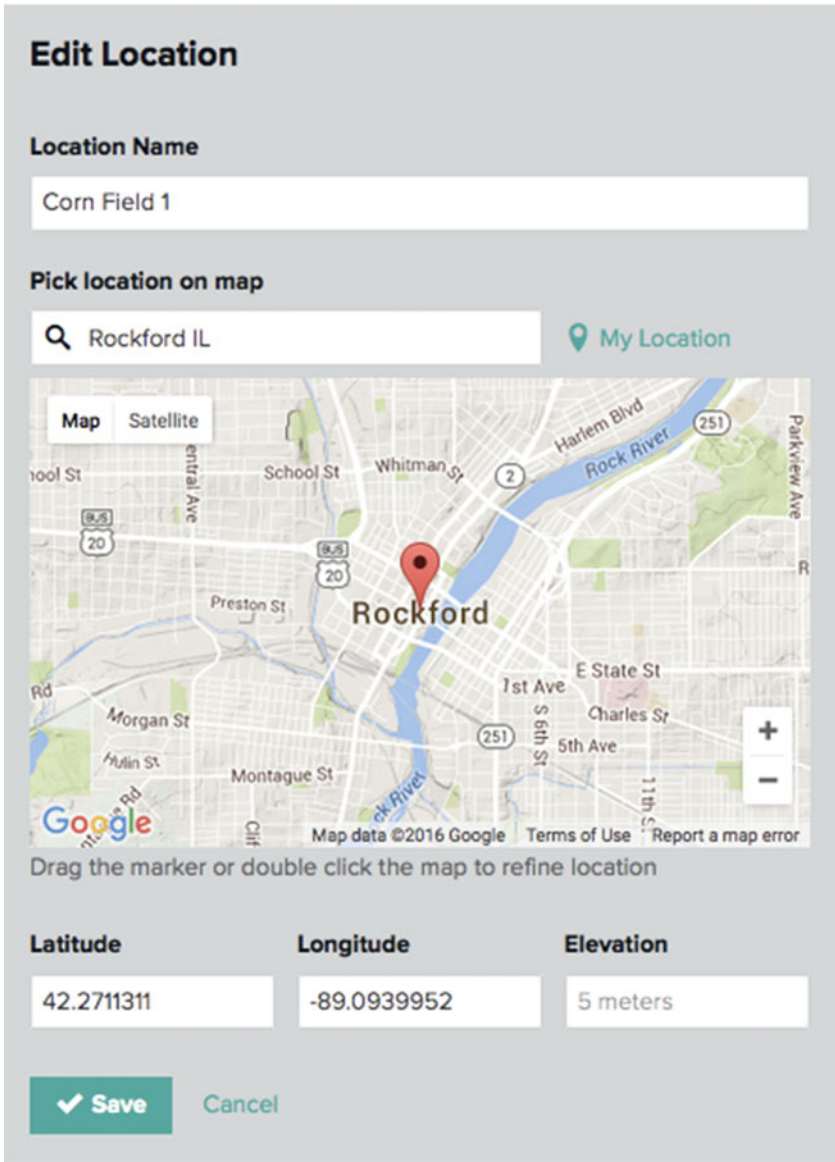 Edit Location
Location Name
Corn Field 1
Pick location on map
Rockford IL
My Location
Map Satellite
Harlem Blvd
251
Parkview Ave
Rock River
hool St
entral Ave
School St
Whitman St
2
BUS
20
BUS
20
R
Preston St
Rockford
E State St
1st Ave
Rd
Morgan St
S 6th St
Charles St
251
5th Ave
+
Hulin St
Montague St
11th S
−
ck River
Rd
Clif
Google
Map data ©2016 Google Terms of Use Report a map error
Drag the marker or double click the map to refine location
Latitude Longitude Elevation
42.2711311 -89.0939952 5 meters
Save Cancel